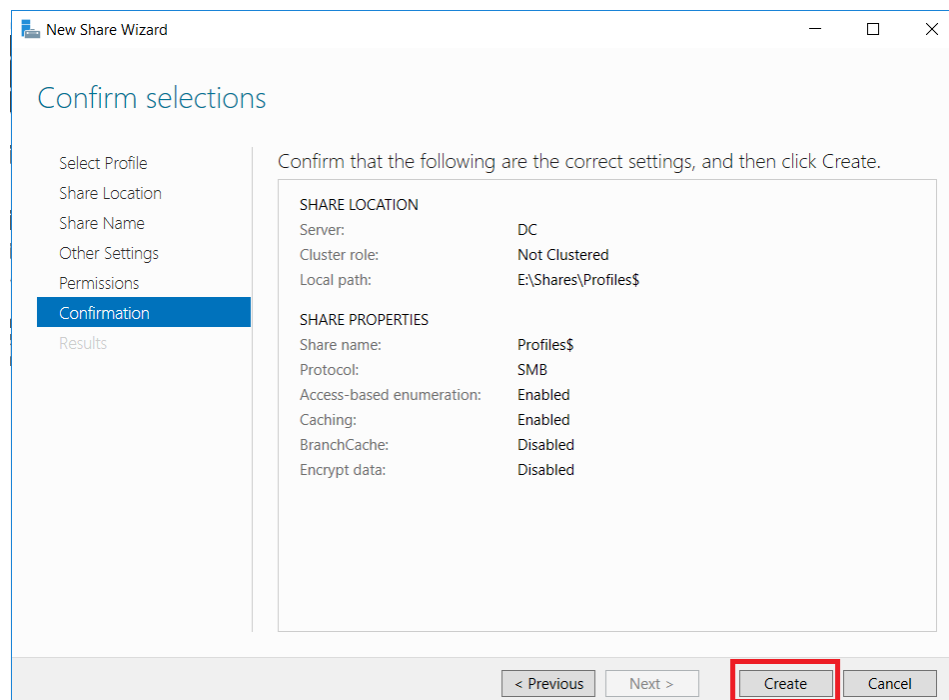 New Share Wizard
Confirm selections
Select Profile
Share Location
Share Name
Other Settings
Permissions
Confirmation
Results
Confirm that the following are the correct settings, and then click Create.
SHARE LOCATION
Server: DC
Cluster role: Not Clustered
Local path: E:\Shares\Profiles$
SHARE PROPERTIES
Share name: Profiles$
Protocol: SMB
Access-based enumeration: Enabled
Caching: Enabled
BranchCache: Disabled
Encrypt data: Disabled
< Previous Next > Create Cancel